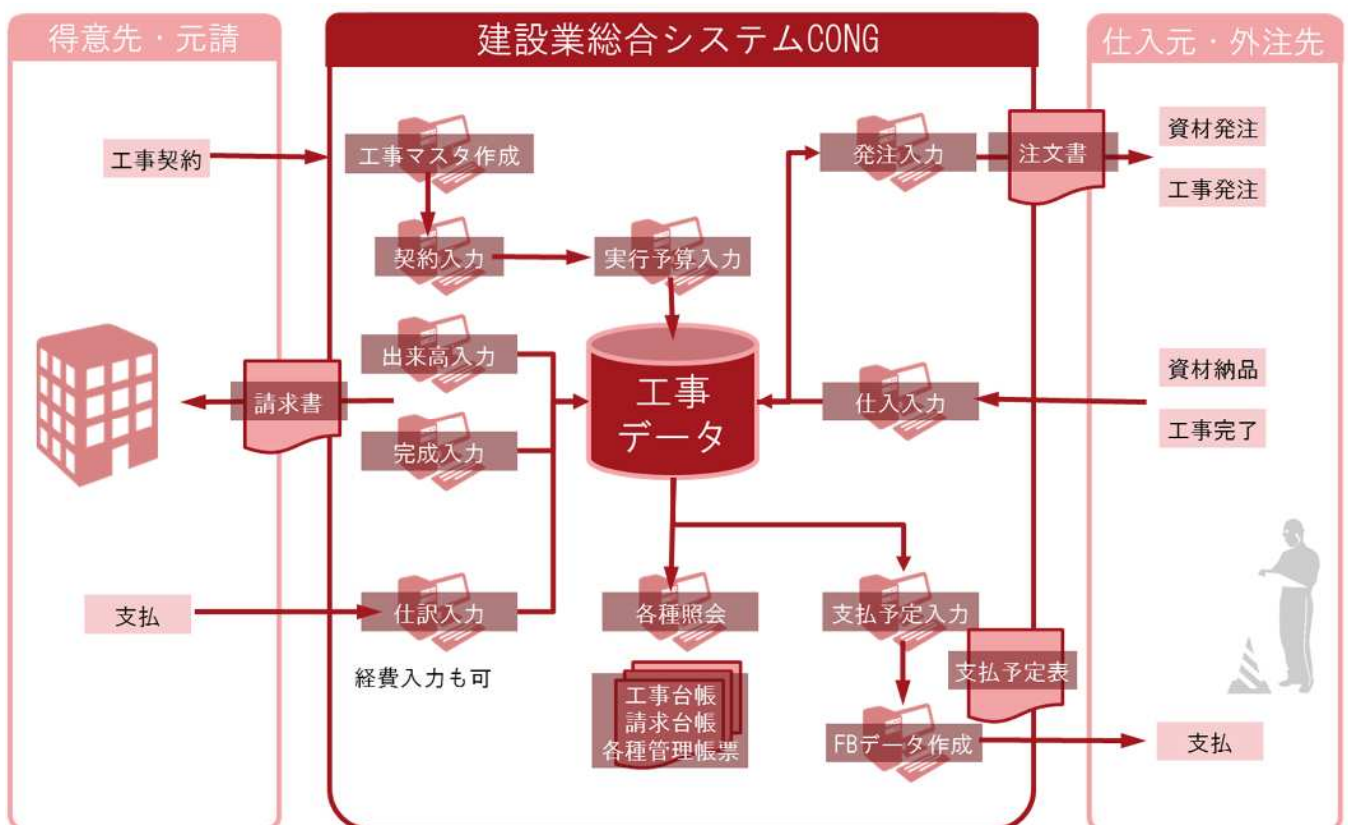 得意先・元請
建設業総合システムCONG
仕入元・外注先
工事契約
工事マスタ作成
発注入力
注文書
資材発注
工事発注
契約入力
実行予算入力
出来高入力
請求書
完成入力
工事
データ
仕入入力
資材納品
工事完了
支払
仕訳入力
経費入力も可
各種照会
支払予定入力
支払予定表
工事台帳
請求台帳
各種管理帳票
FBデータ作成
支払